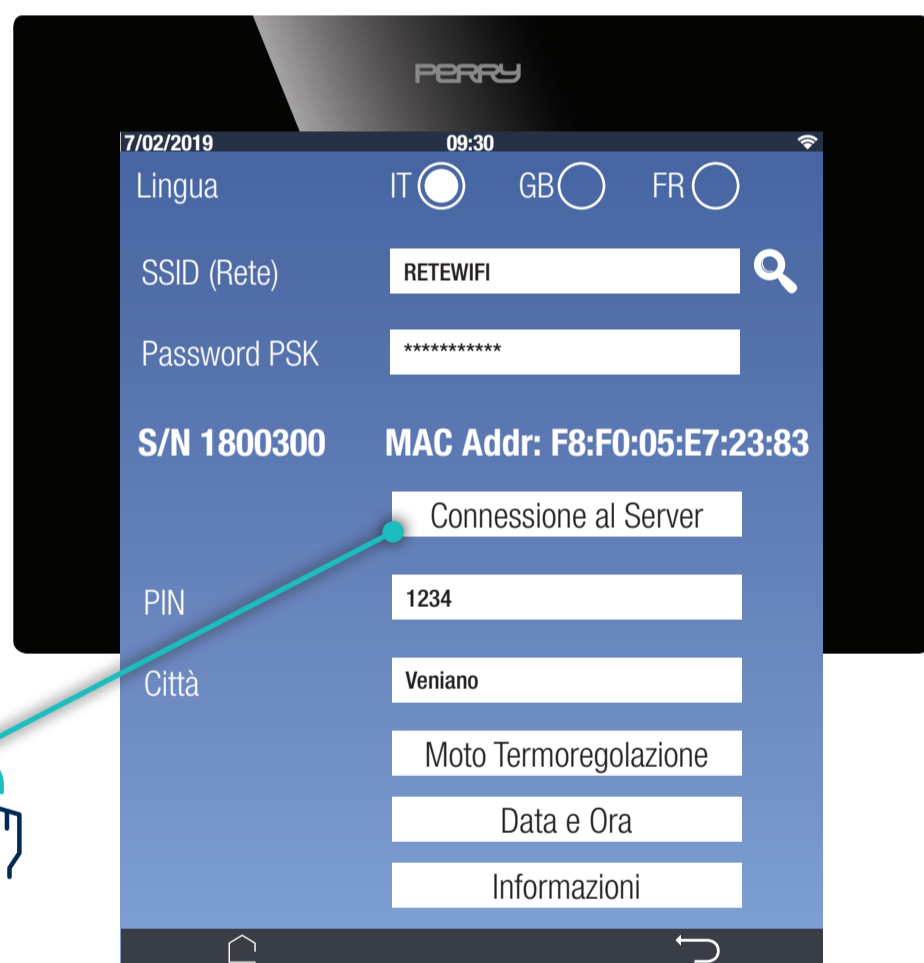 PERRY
7/02/2019 09:30
Lingua IT GB FR
SSID (Rete) RETEWIFI
Password PSK ***********
S/N 1800300 MAC Addr: F8:F0:05:E7:23:83
Connessione al Server
PIN 1234
Città Veniano
Moto Termoregolazione
Data e Ora
Informazioni